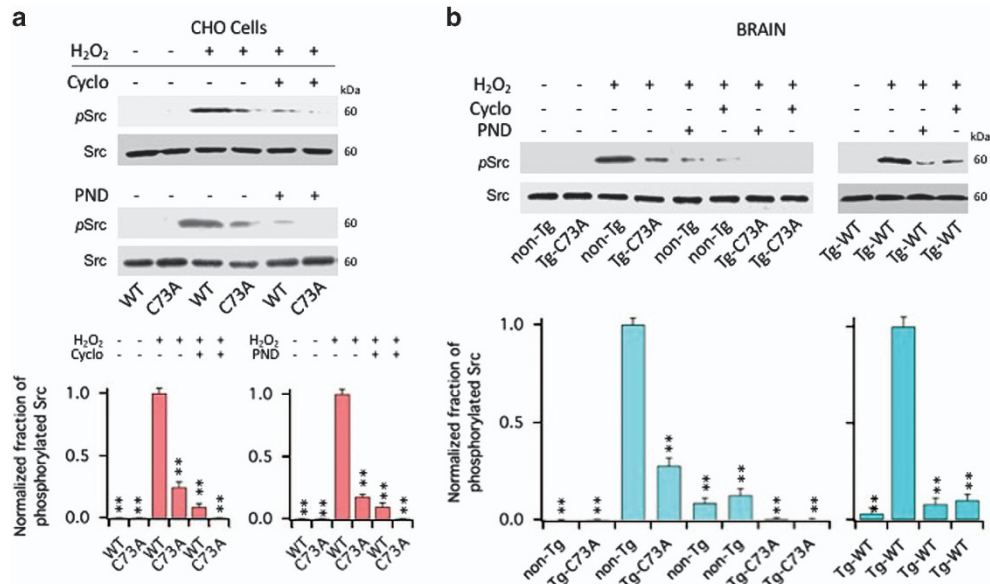 a
CHO Cells
H₂O₂ - - + + + +
Cyclo - - - - + +
kDa
pSrc 60
Src 60
PND - - - - + +
pSrc 60
Src 60
WT C73A WT C73A WT C73A
H₂O₂ - - + + + +
Cyclo - - - - + +
H₂O₂ - - + + + +
PND - - - - + +
Normalized fraction of
phosphorylated Src
1.0
0.5
0.0
** ** ** ** **
WT C73A WT C73A WT C73A
1.0
0.5
0.0
** ** ** ** **
WT C73A WT C73A WT C73A
b
BRAIN
H₂O₂ - - + + + + + +
Cyclo - - - - - + - +
PND - - - - + - + -
pSrc
Src
non-Tg Tg-C73A non-Tg Tg-C73A non-Tg non-Tg Tg-C73A Tg-C73A
- + + +
- - - +
- - + -
kDa
60
60
Tg-WT Tg-WT Tg-WT Tg-WT
Normalized fraction of
phosphorylated Src
1.0
0.5
0.0
** ** ** ** ** ** **
non-Tg Tg-C73A non-Tg Tg-C73A non-Tg non-Tg Tg-C73A Tg-C73A
** ** **
Tg-WT Tg-WT Tg-WT Tg-WT